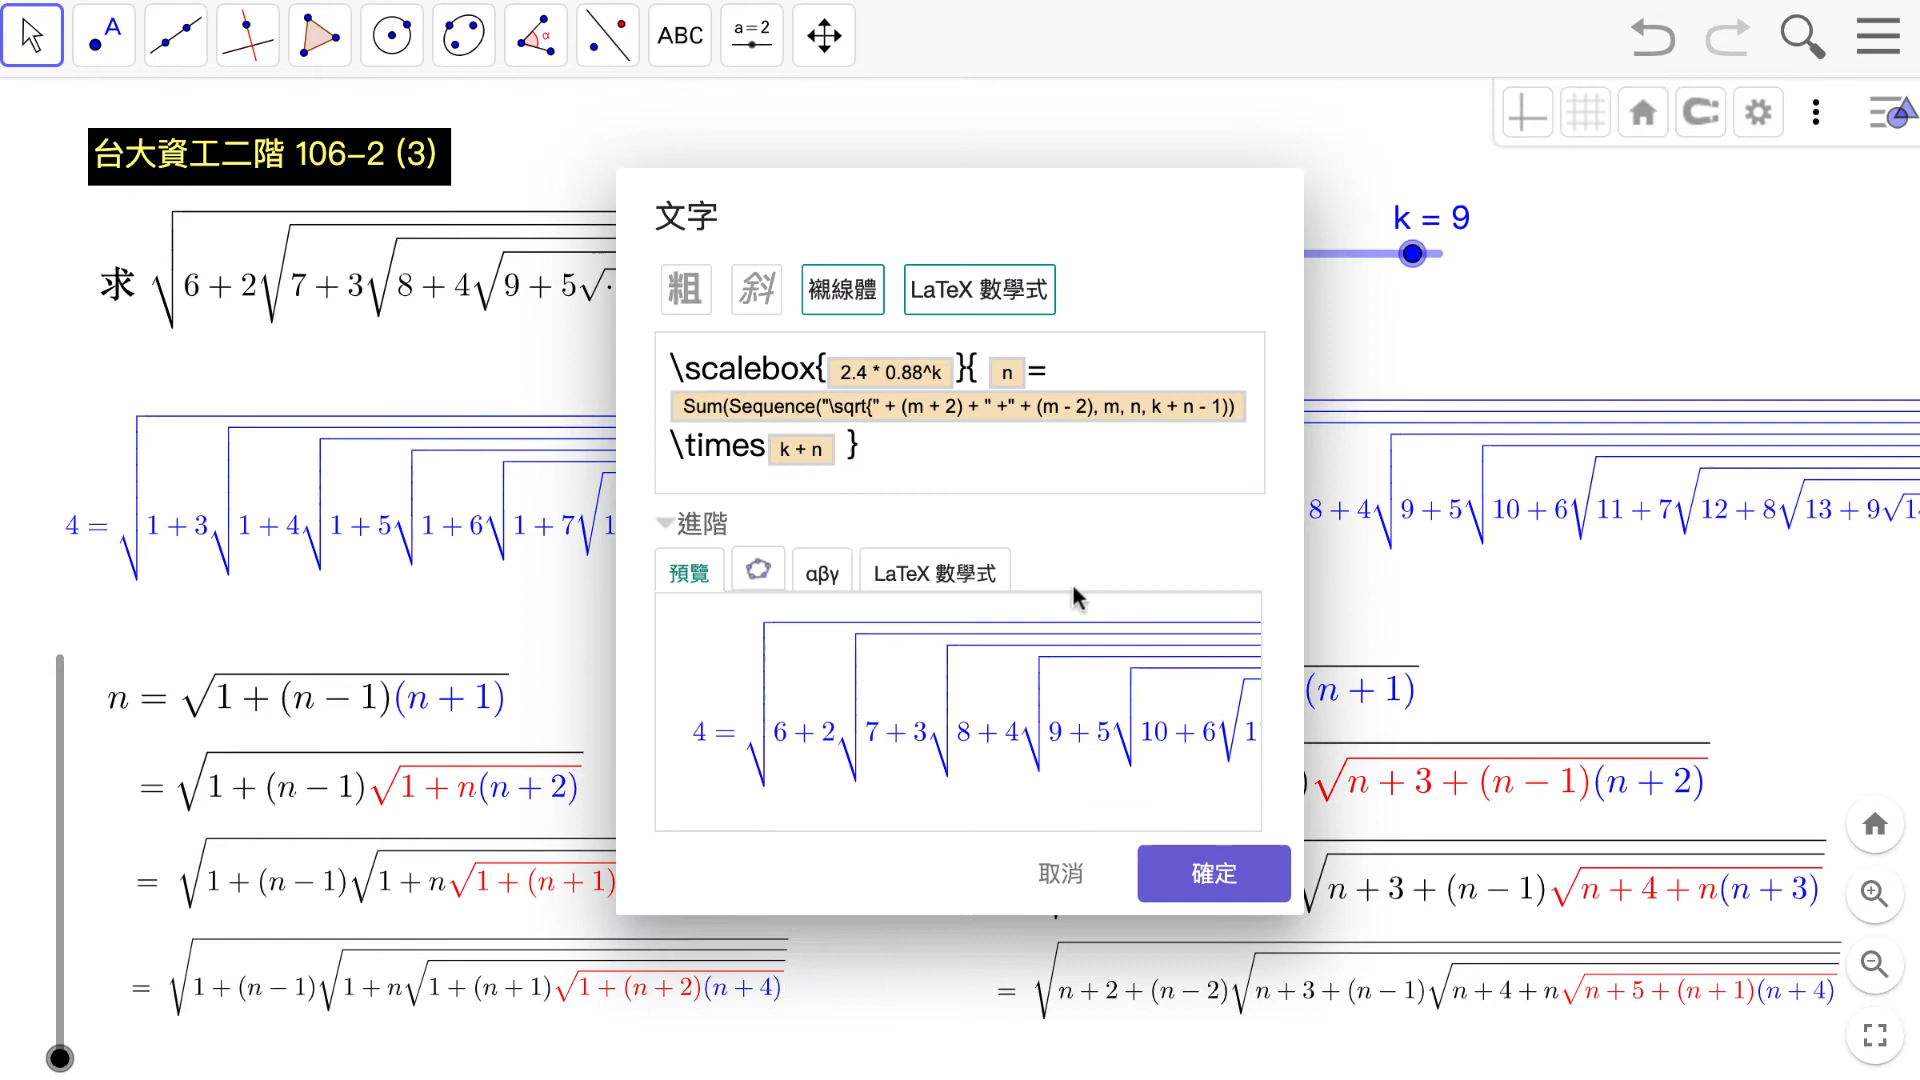 A
α
ABC
a=2
台大資工二階 106-2 (3)
求 √6 + 2√7 + 3√8 + 4√9 + 5√·
k = 9
4 = √1 + 3√1 + 4√1 + 5√1 + 6√1 + 7√1
8 + 4√9 + 5√10 + 6√11 + 7√12 + 8√13 + 9√1
文字
粗 斜 襯線體 LaTeX 數學式
\scalebox{ 2.4 * 0.88^k }{ n =
Sum(Sequence("\sqrt{" + (m + 2) + " +" + (m - 2), m, n, k + n - 1))
\times k + n }
進階
預覽 αβγ LaTeX 數學式
4 = √6 + 2√7 + 3√8 + 4√9 + 5√10 + 6√1
取消 確定
n = √1 + (n − 1)(n + 1)
= √1 + (n − 1)√1 + n(n + 2)
= √1 + (n − 1)√1 + n√1 + (n + 1)
= √1 + (n − 1)√1 + n√1 + (n + 1)√1 + (n + 2)(n + 4)
(n + 1)
)√n + 3 + (n − 1)(n + 2)
√n + 3 + (n − 1)√n + 4 + n(n + 3)
= √n + 2 + (n − 2)√n + 3 + (n − 1)√n + 4 + n√n + 5 + (n + 1)(n + 4)